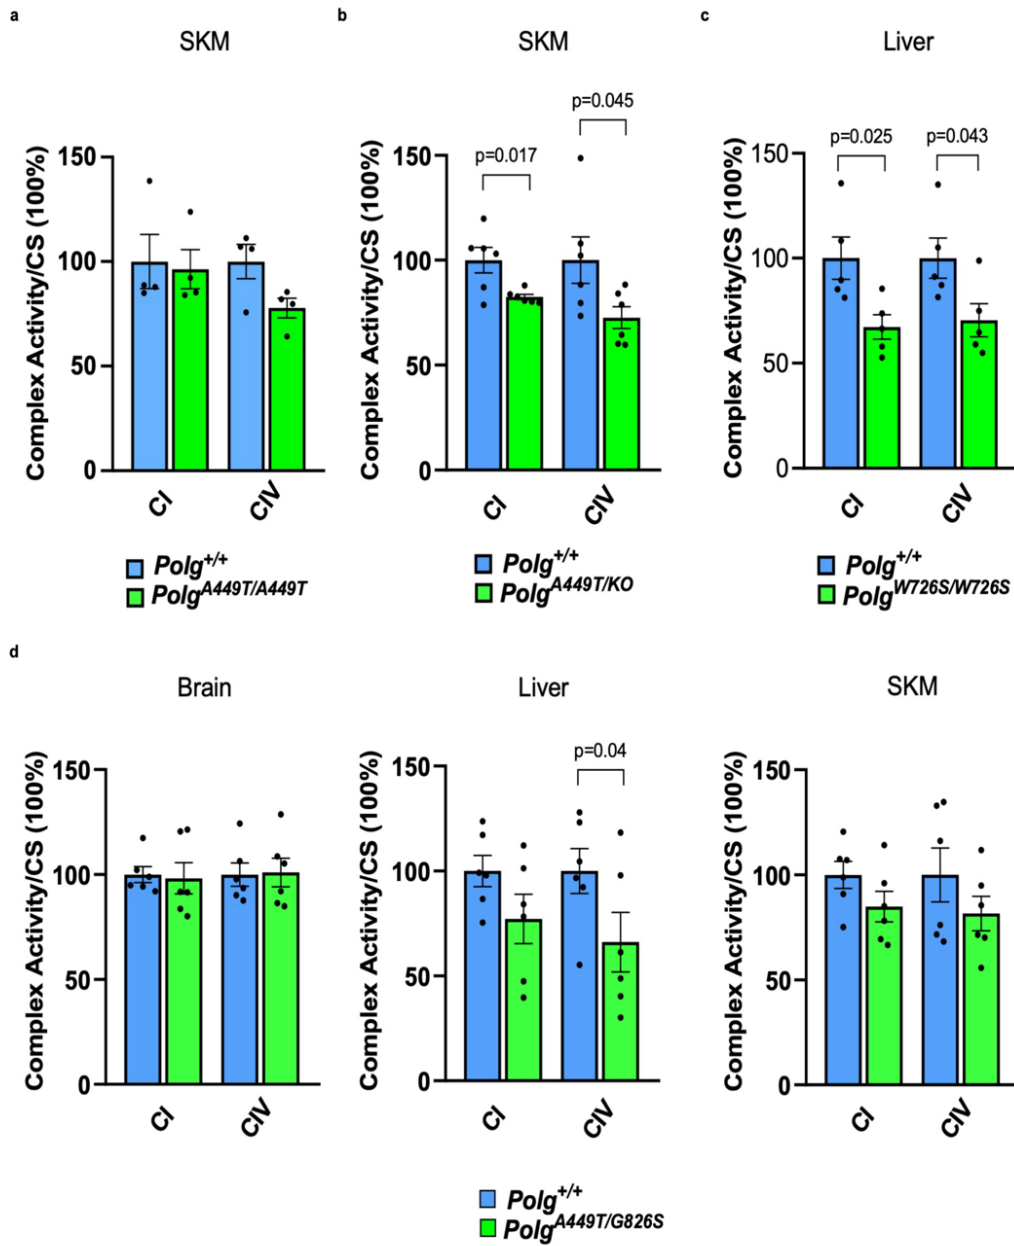 a
SKM
Complex Activity/CS (100%)
150
100
50
0
CI
CIV
Polg+/+
PolgA449T/A449T
b
SKM
p=0.045
p=0.017
Complex Activity/CS (100%)
150
100
50
0
CI
CIV
Polg+/+
PolgA449T/KO
c
Liver
p=0.025
p=0.043
Complex Activity/CS (100%)
150
100
50
0
CI
CIV
Polg+/+
PolgW726S/W726S
d
Brain
Complex Activity/CS (100%)
150
100
50
0
CI
CIV
Liver
p=0.04
Complex Activity/CS (100%)
150
100
50
0
CI
CIV
SKM
Complex Activity/CS (100%)
150
100
50
0
CI
CIV
Polg+/+
PolgA449T/G826S